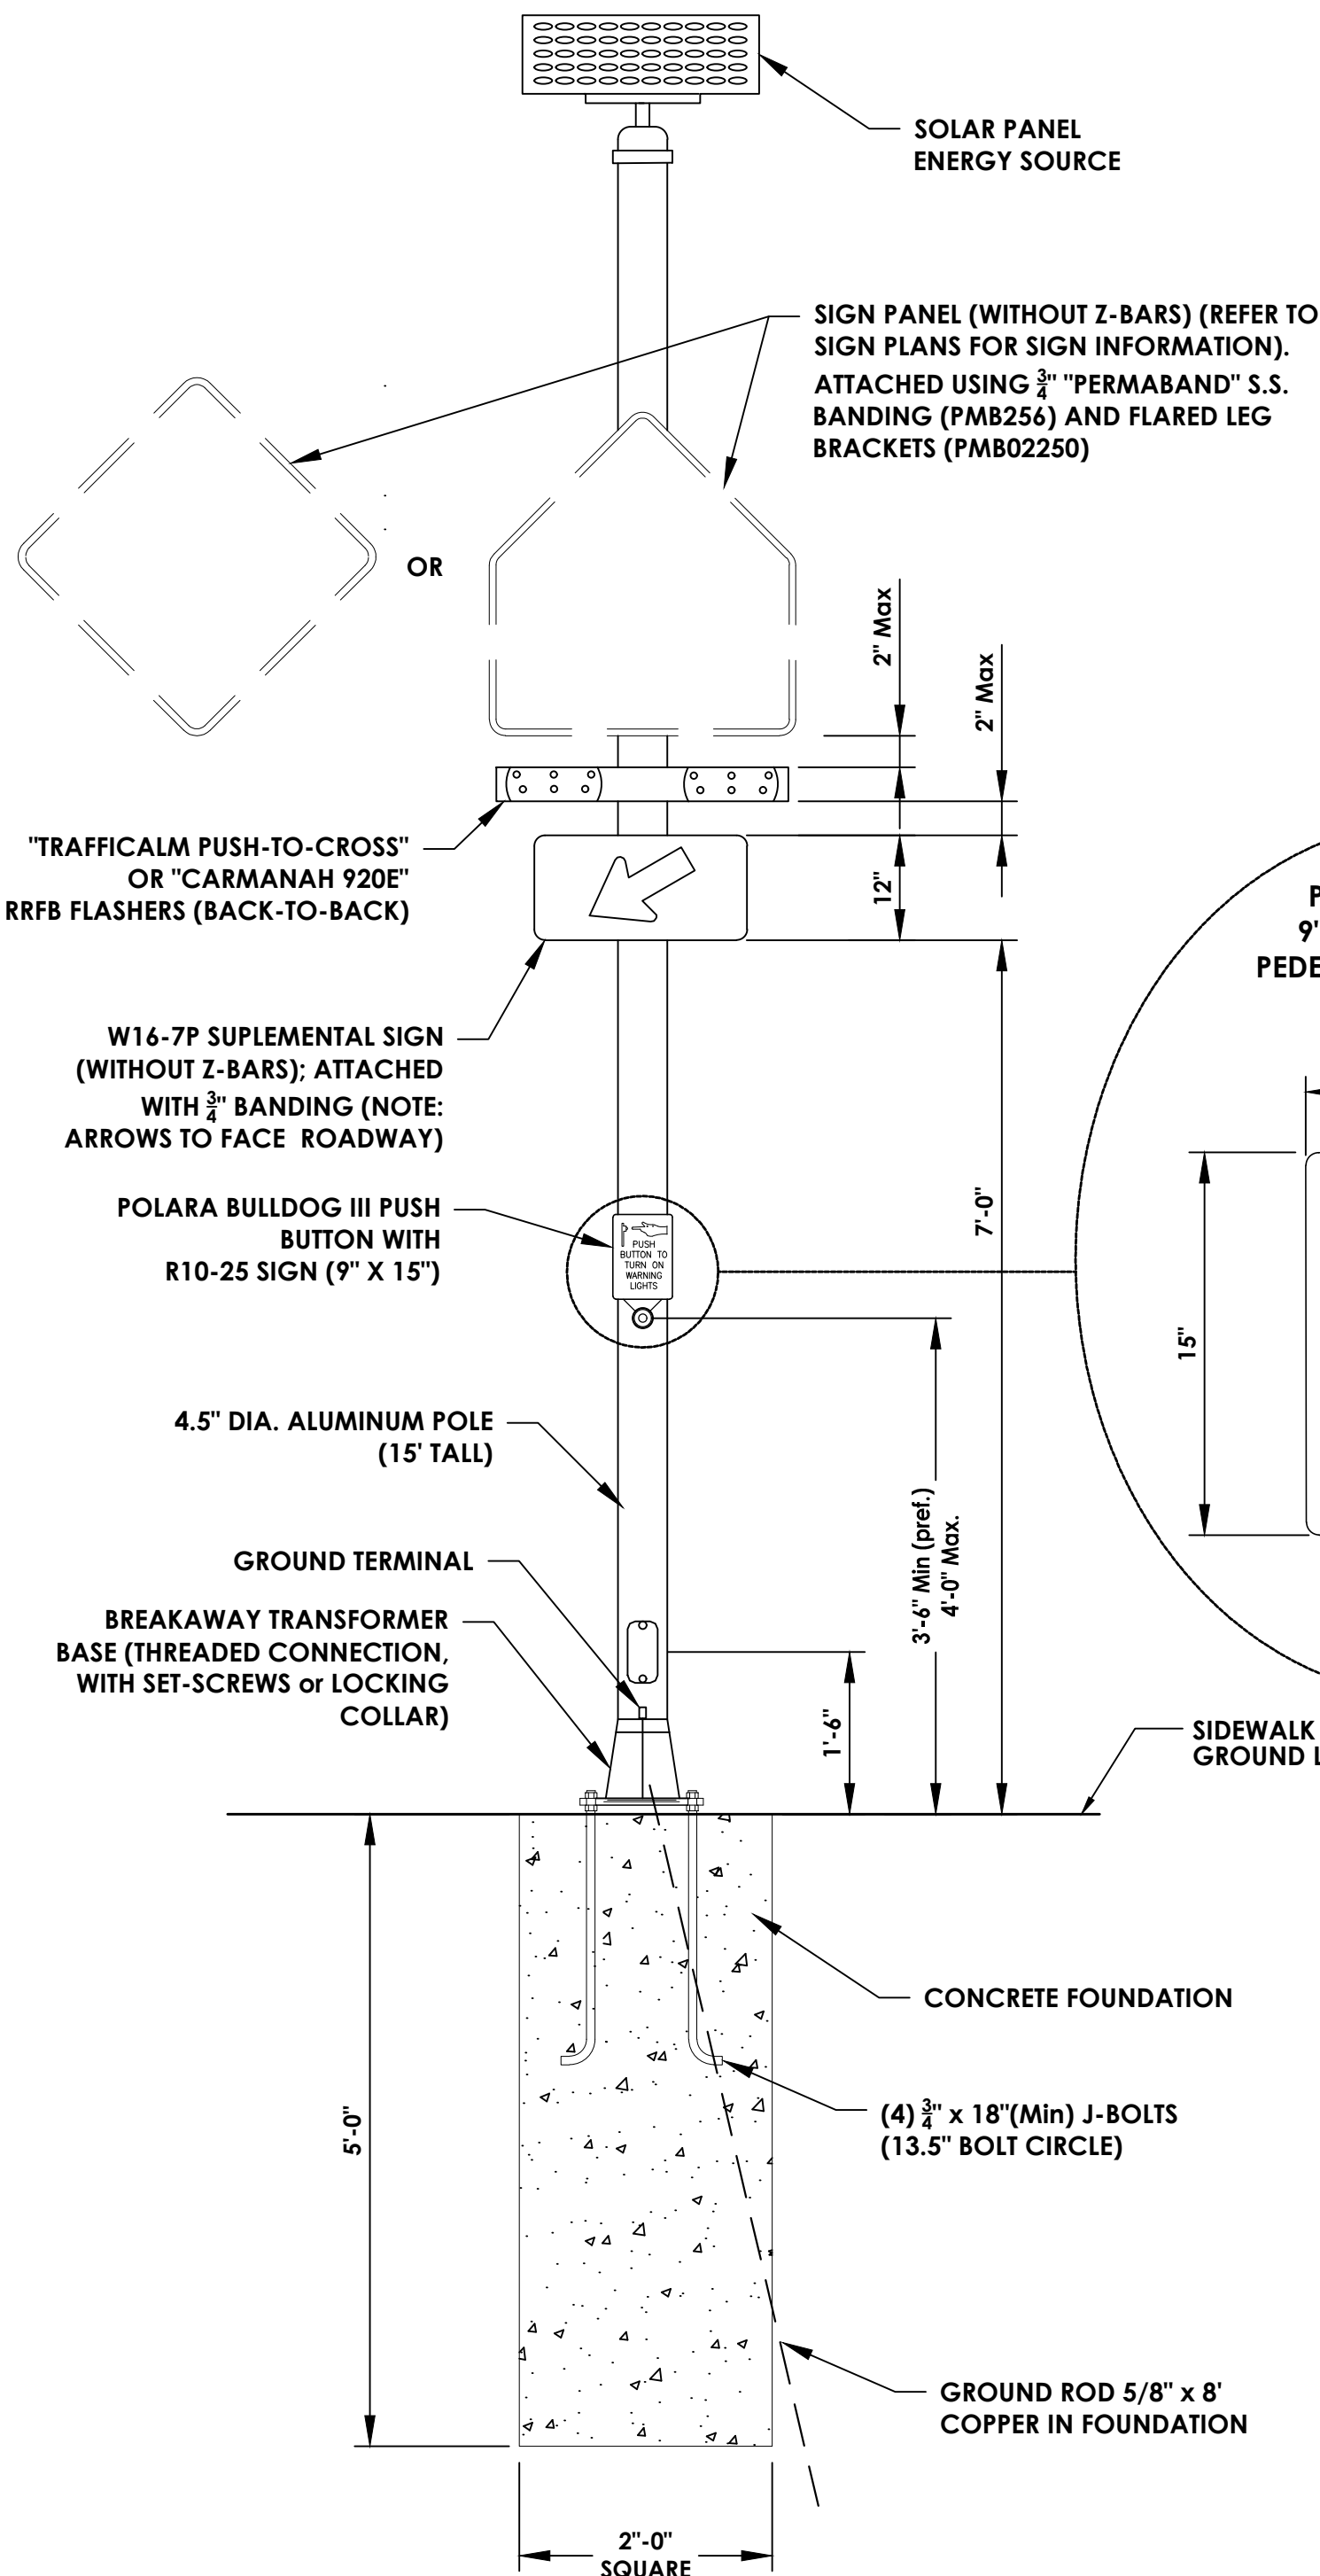 SOLAR PANEL
ENERGY SOURCE
SIGN PANEL (WITHOUT Z-BARS) (REFER TO
SIGN PLANS FOR SIGN INFORMATION).
ATTACHED USING 3/4" "PERMABAND" S.S.
BANDING (PMB256) AND FLARED LEG
BRACKETS (PMB02250)
OR
2" Max
2" Max
"TRAFFICALM PUSH-TO-CROSS"
OR "CARMANAH 920E"
RRFB FLASHERS (BACK-TO-BACK)
12"
P
9"
PEDE
W16-7P SUPLEMENTAL SIGN
(WITHOUT Z-BARS); ATTACHED
WITH 3/4" BANDING (NOTE:
ARROWS TO FACE ROADWAY)
POLARA BULLDOG III PUSH
BUTTON WITH
R10-25 SIGN (9" X 15")
PUSH
BUTTON TO
TURN ON
WARNING
LIGHTS
7'-0"
15"
4.5" DIA. ALUMINUM POLE
(15' TALL)
3'-6" Min (pref.)
4'-0" Max.
GROUND TERMINAL
BREAKAWAY TRANSFORMER
BASE (THREADED CONNECTION,
WITH SET-SCREWS or LOCKING
COLLAR)
1'-6"
SIDEWALK
GROUND L
CONCRETE FOUNDATION
(4) 3/4" x 18"(Min) J-BOLTS
(13.5" BOLT CIRCLE)
5'-0"
GROUND ROD 5/8" x 8'
COPPER IN FOUNDATION
2"-0"
SQUARE